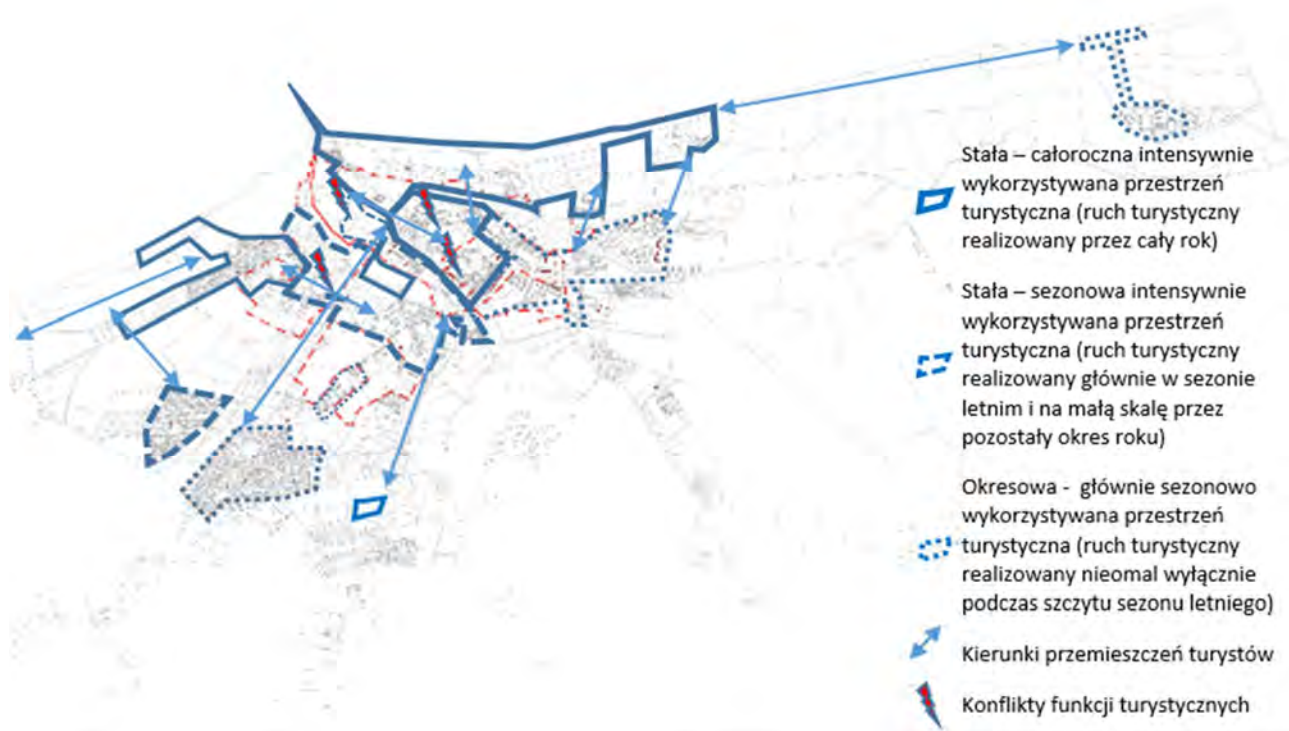 Stała – całoroczna intensywnie
wykorzystywana przestrzeń
turystyczna (ruch turystyczny
realizowany przez cały rok)
Stała – sezonowa intensywnie
wykorzystywana przestrzeń
turystyczna (ruch turystyczny
realizowany głównie w sezonie
letnim i na małą skalę przez
pozostały okres roku)
Okresowa - głównie sezonowo
wykorzystywana przestrzeń
turystyczna (ruch turystyczny
realizowany nieomal wyłącznie
podczas szczytu sezonu letniego)
Kierunki przemieszczeń turystów
Konflikty funkcji turystycznych